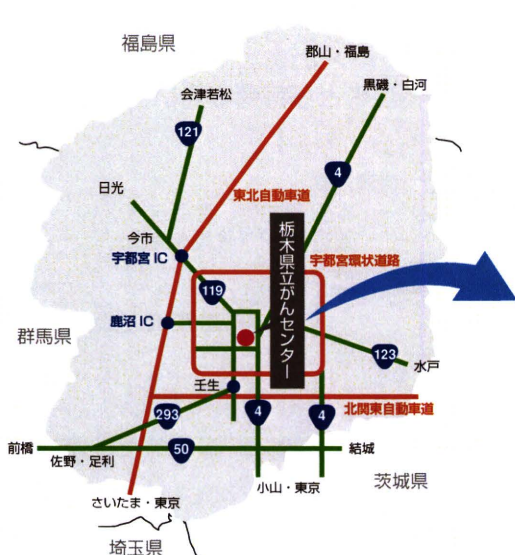 福島県
郡山・福島
黒磯・白河
会津若松
121
4
日光
東北自動車道
今市
宇都宮 IC
栃木県立がんセンター
宇都宮環状道路
119
鹿沼 IC
群馬県
123
水戸
壬生
293
4
4
北関東自動車道
前橋
50
結城
佐野・足利
小山・東京
茨城県
さいたま・東京
埼玉県